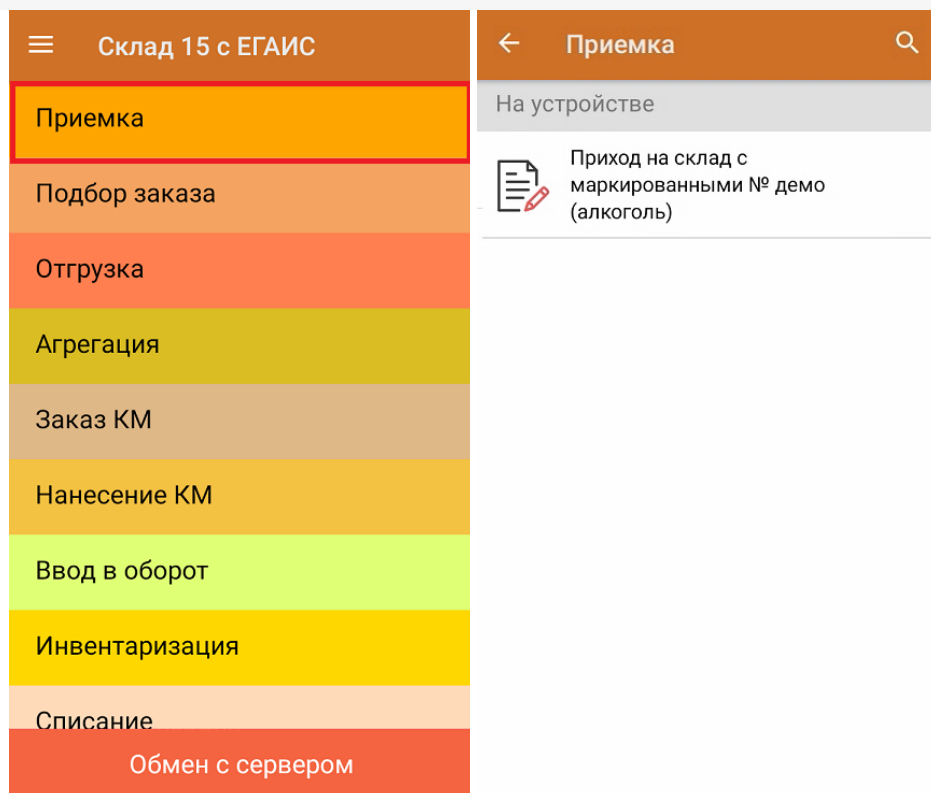 Склад 15 с ЕГАИС
Приемка
Подбор заказа
Отгрузка
Агрегация
Заказ КМ
Нанесение КМ
Ввод в оборот
Инвентаризация
Списание
Обмен с сервером
Приемка
На устройстве
Приход на склад с
маркированными № демо
(алкоголь)